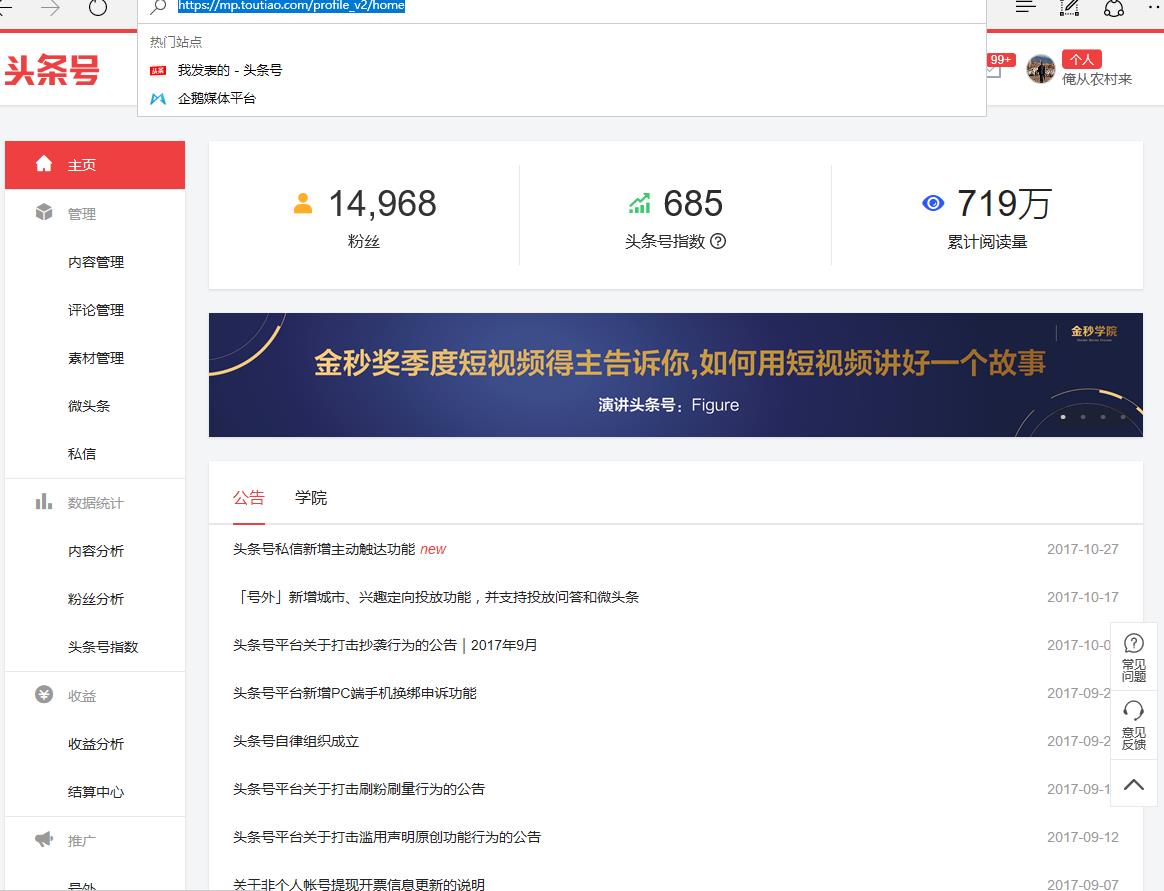 https://mp.toutiao.com/profile_v2/home
热门站点
头条 我发表的 - 头条号
企鹅媒体平台
头条号
99+
个人
俺从农村来
主页
管理
内容管理
评论管理
素材管理
微头条
私信
数据统计
内容分析
粉丝分析
头条号指数
收益
收益分析
结算中心
推广
号外
14,968
粉丝
685
头条号指数 ?
719万
累计阅读量
金秒学院
金秒奖季度短视频得主告诉你,如何用短视频讲好一个故事
演讲头条号：Figure
公告 学院
头条号私信新增主动触达功能 new 2017-10-27
「号外」新增城市、兴趣定向投放功能，并支持投放问答和微头条 2017-10-17
头条号平台关于打击抄袭行为的公告 | 2017年9月 2017-10-0
头条号平台新增PC端手机换绑申诉功能 2017-09-2
头条号自律组织成立 2017-09-2
头条号平台关于打击刷粉刷量行为的公告 2017-09-1
头条号平台关于打击滥用声明原创功能行为的公告 2017-09-12
关于非个人帐号提现开票信息更新的说明 2017-09-07
常见
问题
意见
反馈